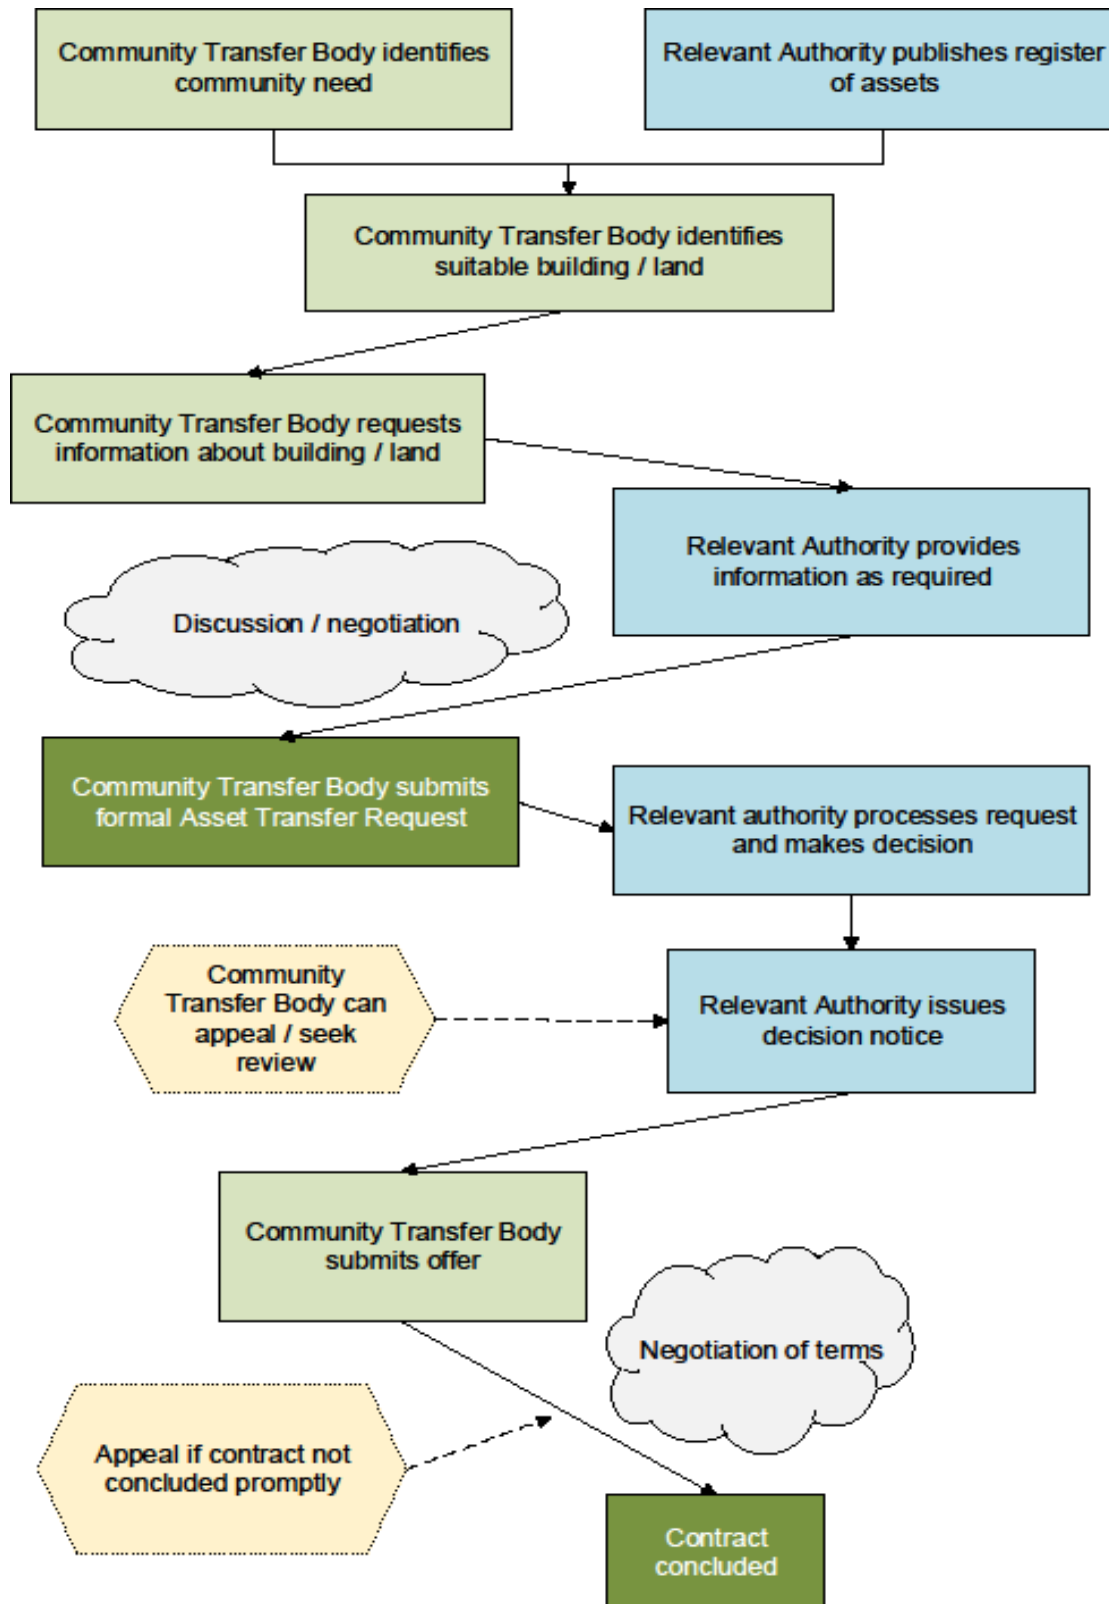 Community Transfer Body identifies
community need
Relevant Authority publishes register
of assets
Community Transfer Body identifies
suitable building / land
Community Transfer Body requests
information about building / land
Relevant Authority provides
information as required
Discussion / negotiation
Community Transfer Body submits
formal Asset Transfer Request
Relevant authority processes request
and makes decision
Community
Transfer Body can
appeal / seek
review
Relevant Authority issues
decision notice
Community Transfer Body
submits offer
Negotiation of terms
Appeal if contract not
concluded promptly
Contract
concluded